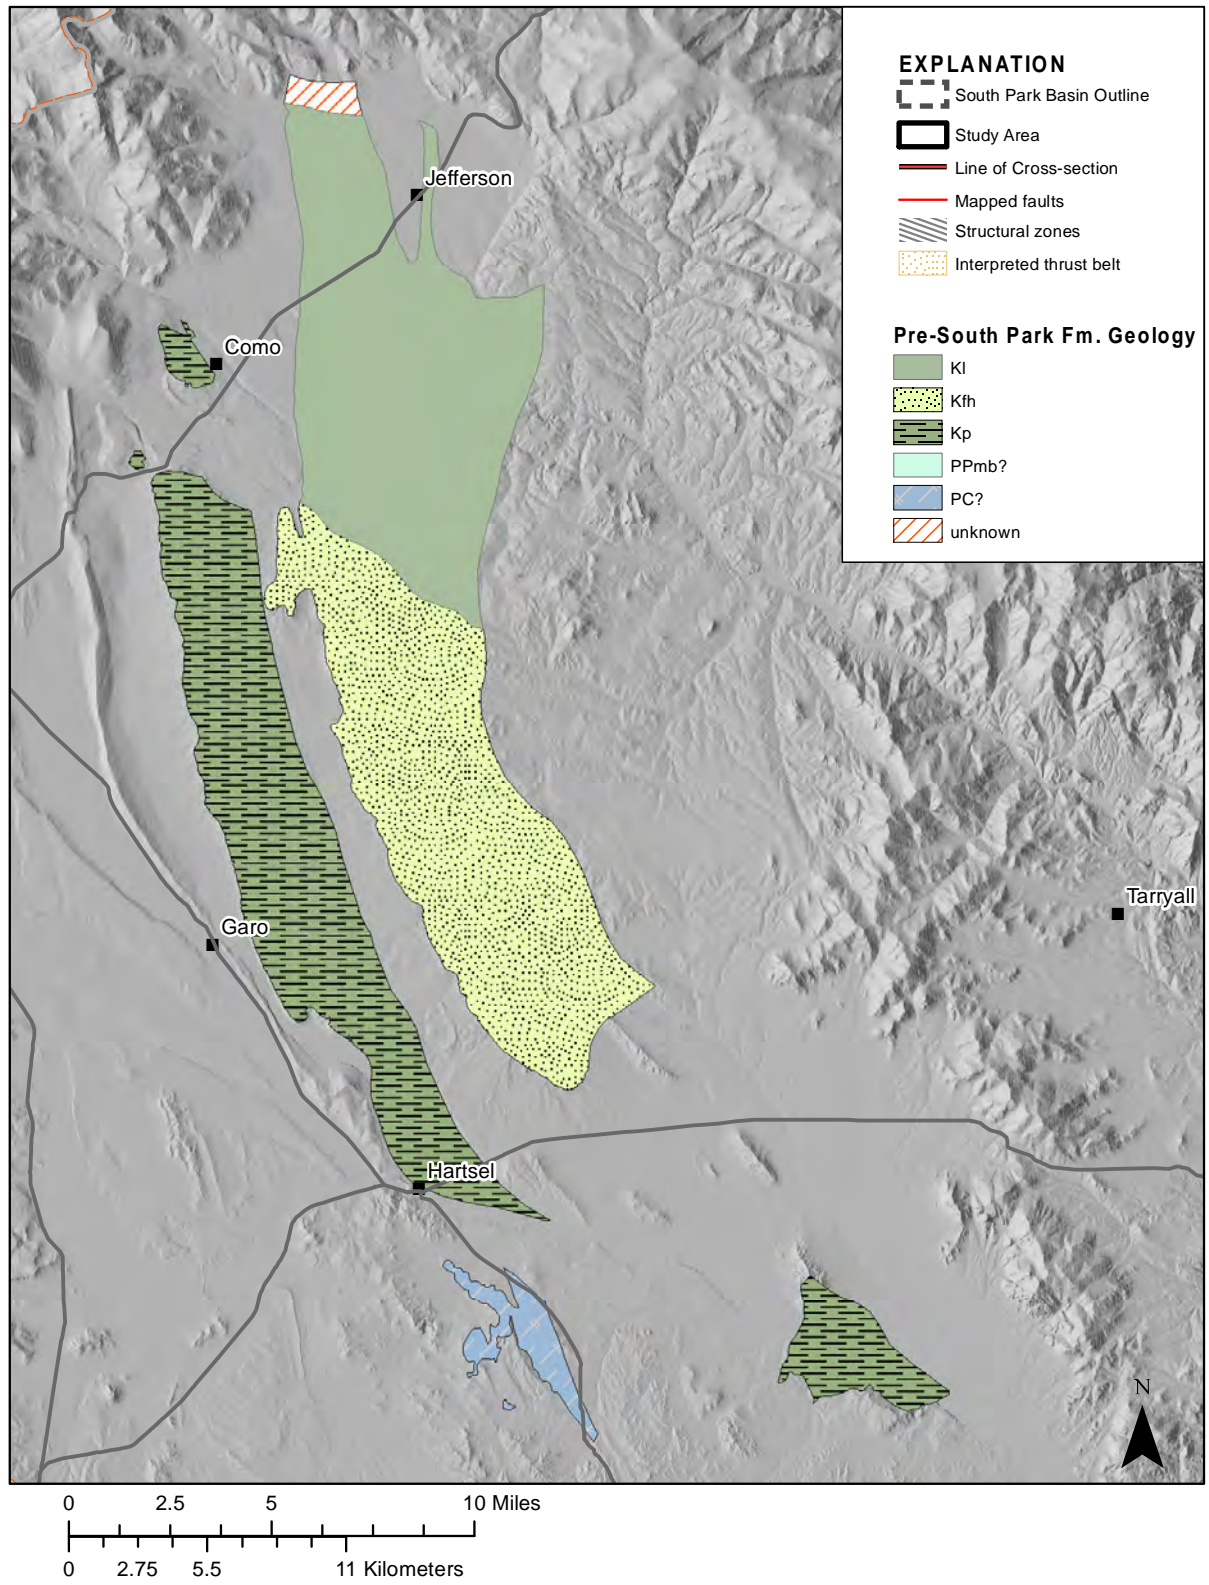 EXPLANATION
South Park Basin Outline
Study Area
Line of Cross-section
Mapped faults
Structural zones
Interpreted thrust belt
Pre-South Park Fm. Geology
Kl
Kfh
Kp
PPmb?
PC?
unknown
Jefferson
Como
Tarryall
Garo
Hartsel
N
0 2.5 5 10 Miles
0 2.75 5.5 11 Kilometers